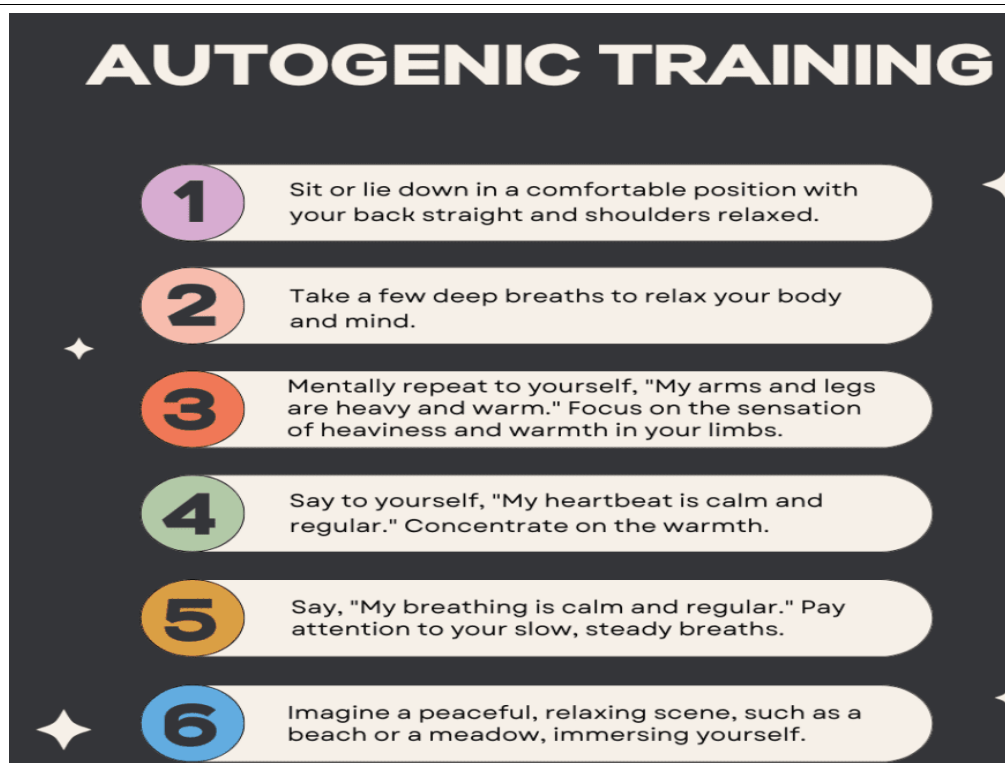 AUTOGENIC TRAINING
1
Sit or lie down in a comfortable position with
your back straight and shoulders relaxed.
2
Take a few deep breaths to relax your body
and mind.
3
Mentally repeat to yourself, "My arms and legs
are heavy and warm." Focus on the sensation
of heaviness and warmth in your limbs.
4
Say to yourself, "My heartbeat is calm and
regular." Concentrate on the warmth.
5
Say, "My breathing is calm and regular." Pay
attention to your slow, steady breaths.
6
Imagine a peaceful, relaxing scene, such as a
beach or a meadow, immersing yourself.